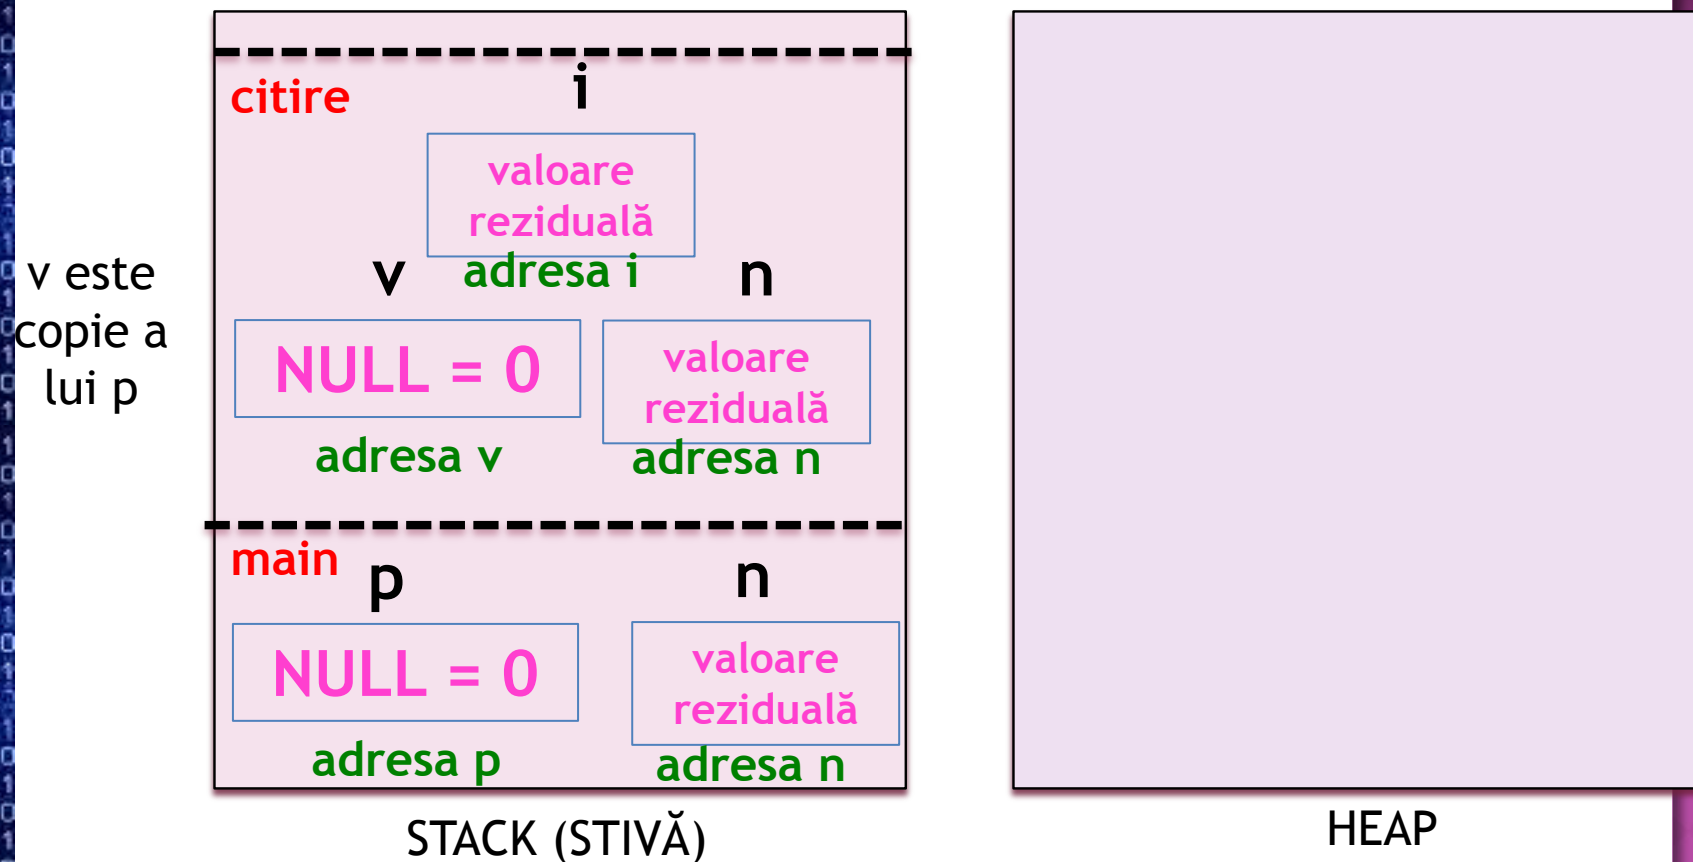 citire
i
valoare
reziduală
adresa i
v este
copie a
lui p
v
n
NULL = 0
valoare
reziduală
adresa v
adresa n
main
p
n
NULL = 0
valoare
reziduală
adresa p
adresa n
STACK (STIVĂ)
HEAP